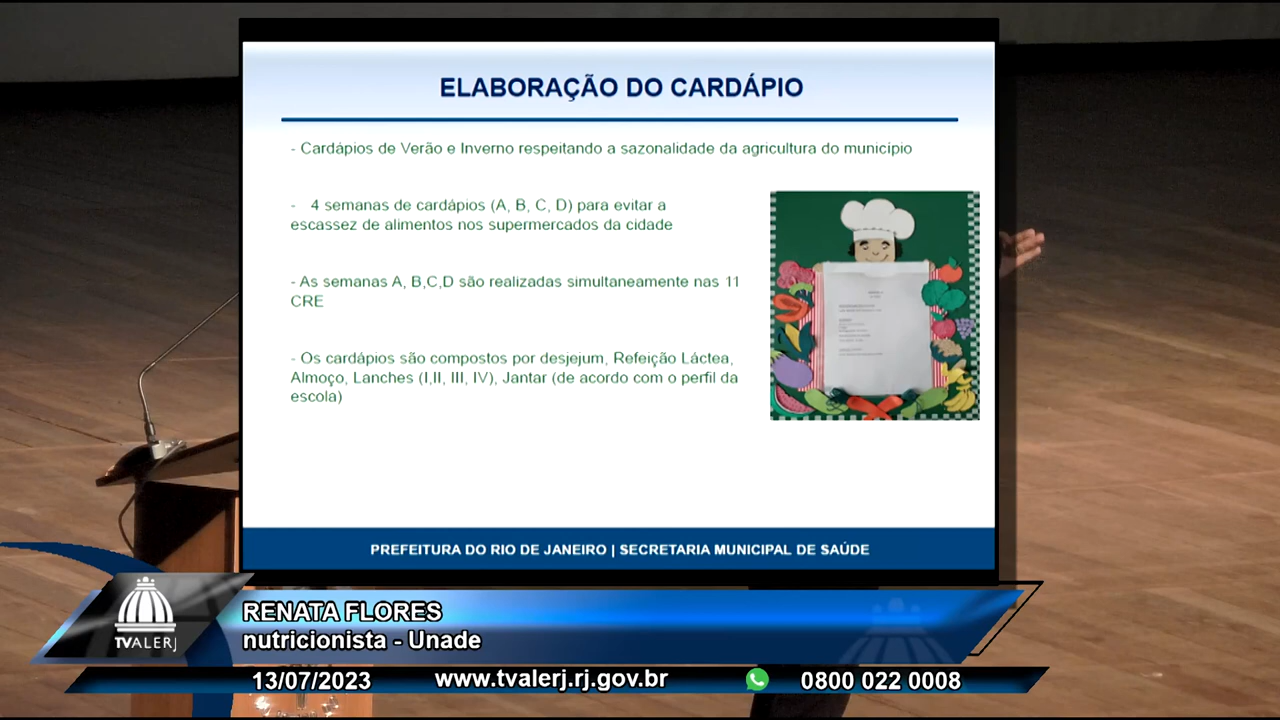 ELABORAÇÃO DO CARDÁPIO
- Cardápios de Verão e Inverno respeitando a sazonalidade da agricultura do município
- 4 semanas de cardápios (A, B, C, D) para evitar a
escassez de alimentos nos supermercados da cidade
- As semanas A, B,C,D são realizadas simultaneamente nas 11
CRE
- Os cardápios são compostos por desjejum, Refeição Láctea,
Almoço, Lanches (I,II, III, IV), Jantar (de acordo com o perfil da
escola)
PREFEITURA DO RIO DE JANEIRO | SECRETARIA MUNICIPAL DE SAÚDE
TVALERJ
RENATA FLORES
nutricionista - Unade
13/07/2023
www.tvalerj.rj.gov.br
0800 022 0008